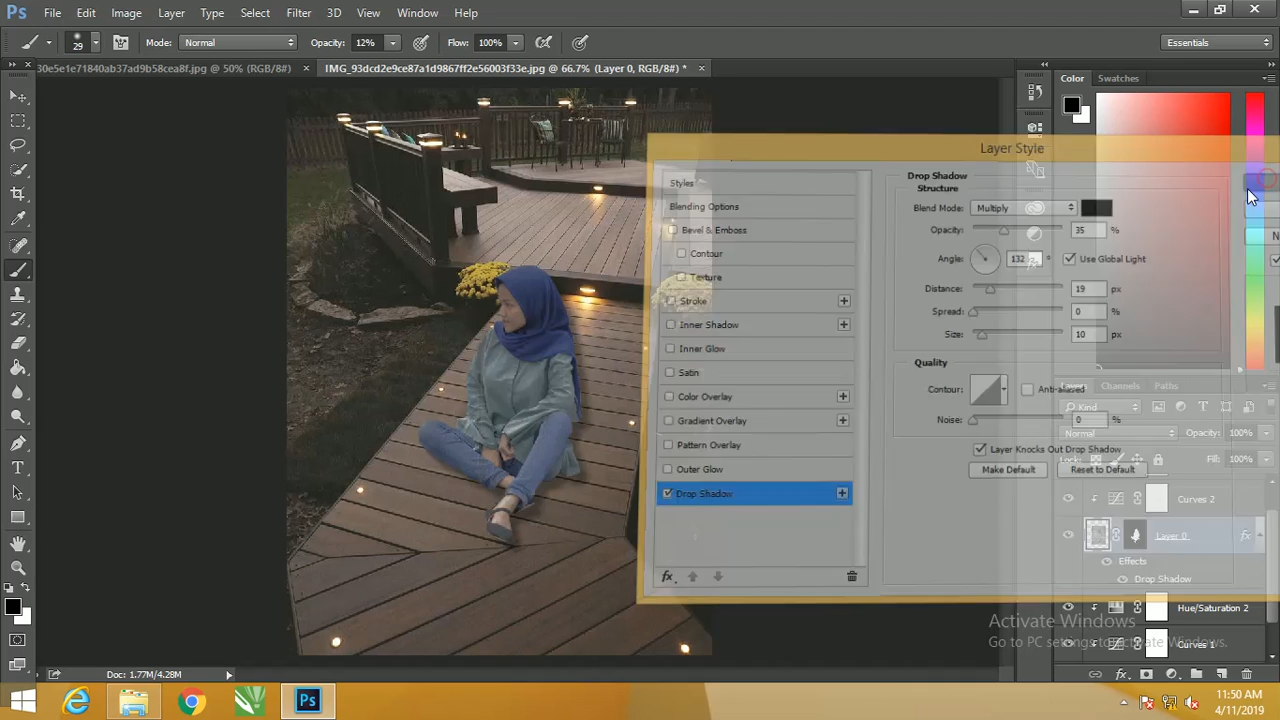 Ps File Edit Image Layer Type Select Filter 3D View Window Help
29 Mode: Normal Opacity: 12% Flow: 100% Essentials
30e5e1e71840ab37ad9b58cea8f.jpg @ 50% (RGB/8#) × IMG_93dcd2e9ce87a1d9867ff2e56003f33e.jpg @ 66.7% (Layer 0, RGB/8#) * ×
Color Swatches
Layer Style
Styles
Blending Options
Bevel & Emboss
Contour
Texture
Stroke
Inner Shadow
Inner Glow
Satin
Color Overlay
Gradient Overlay
Pattern Overlay
Outer Glow
Drop Shadow
fx
Drop Shadow
Structure
Blend Mode: Multiply
Opacity: 35 %
Angle: 132 ° Use Global Light
Distance: 19 px
Spread: 0 %
Size: 10 px
Quality
Contour: Anti-aliased
Noise: 0 %
Layer Knocks Out Drop Shadow
Make Default Reset to Default
Layers Channels Paths
Kind
Normal Opacity: 100%
Lock: Fill: 100%
Curves 2
Layer 0 fx
Effects
Drop Shadow
Hue/Saturation 2
Curves 1
Activate Windows
Go to PC settings to activate Windows.
Doc: 1.77M/4.28M
fx
Ps
11:50 AM
4/11/2019